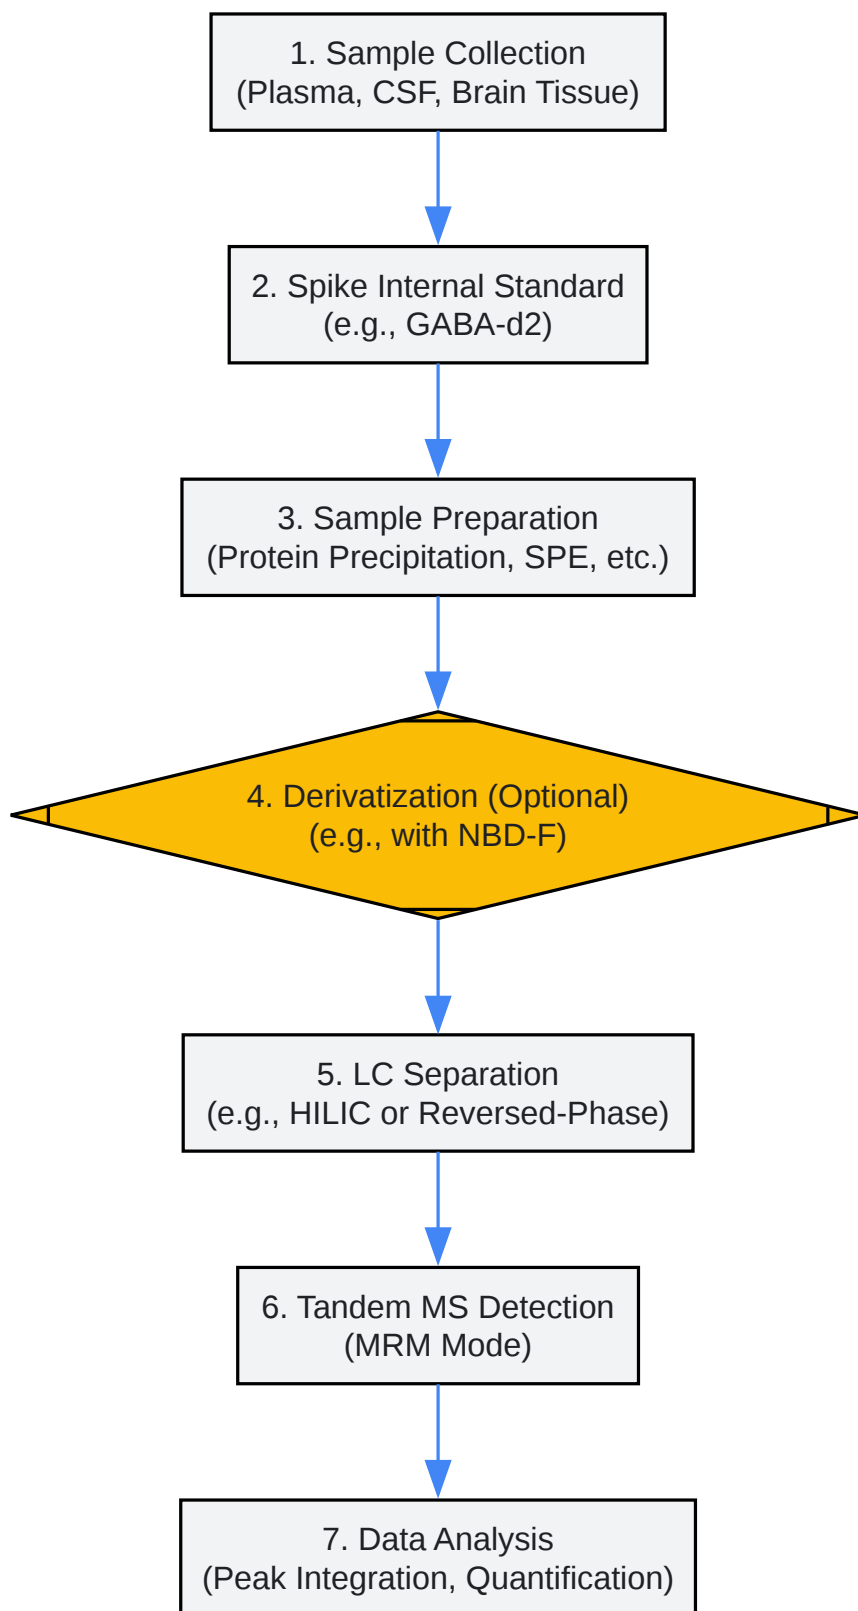 1. Sample Collection
(Plasma, CSF, Brain Tissue)
2. Spike Internal Standard
(e.g., GABA-d2)
3. Sample Preparation
(Protein Precipitation, SPE, etc.)
4. Derivatization (Optional)
(e.g., with NBD-F)
5. LC Separation
(e.g., HILIC or Reversed-Phase)
6. Tandem MS Detection
(MRM Mode)
7. Data Analysis
(Peak Integration, Quantification)